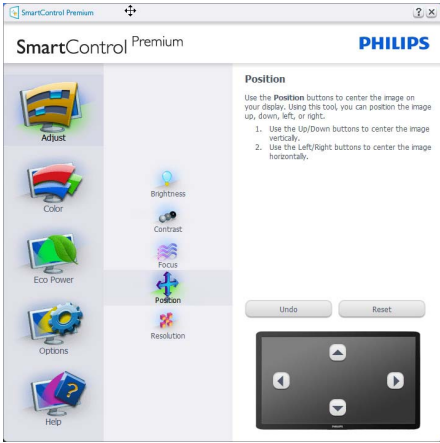 SmartControl Premium
? x
SmartControl Premium
PHILIPS
Adjust
Color
Eco Power
Options
Help
Brightness
Contrast
Focus
Position
Resolution
Position
Use the Position buttons to center the image on
your display. Using this tool, you can position the image
up, down, left, or right.
1. Use the Up/Down buttons to center the image
vertically.
2. Use the Left/Right buttons to center the image
horizontally.
Undo
Reset
PHILIPS